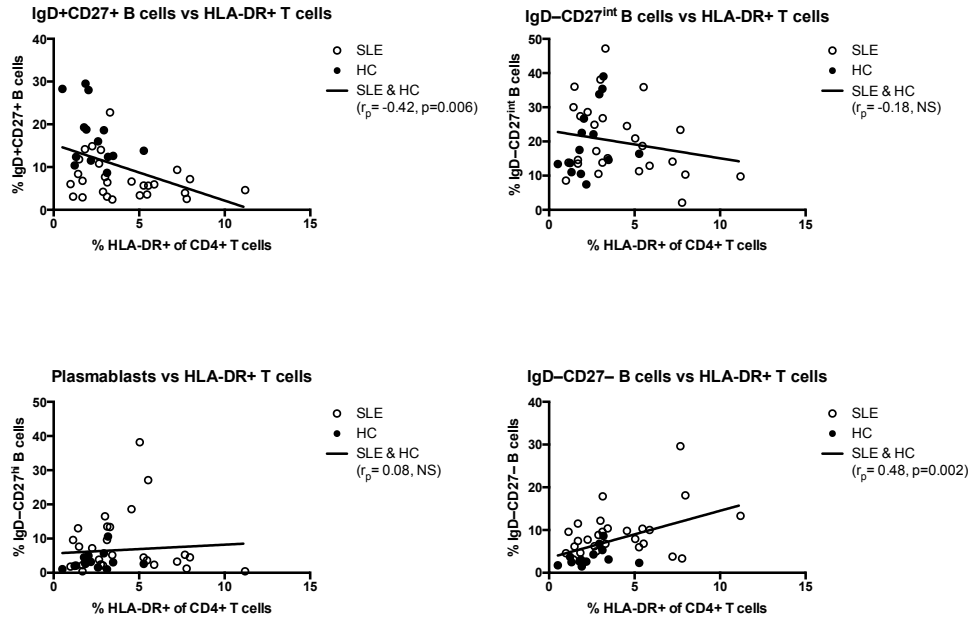 IgD+CD27+ B cells vs HLA-DR+ T cells
% IgD+CD27+ B cells
40
30
20
10
0
0 5 10 15
% HLA-DR+ of CD4+ T cells
SLE
HC
SLE & HC
(rp= -0.42, p=0.006)
IgD–CD27int B cells vs HLA-DR+ T cells
% IgD–CD27int B cells
50
40
30
20
10
0
0 5 10 15
% HLA-DR+ of CD4+ T cells
SLE
HC
SLE & HC
(rp= -0.18, NS)
Plasmablasts vs HLA-DR+ T cells
% IgD–CD27hi B cells
50
40
30
20
10
0
0 5 10 15
% HLA-DR+ of CD4+ T cells
SLE
HC
SLE & HC
(rp= 0.08, NS)
IgD–CD27– B cells vs HLA-DR+ T cells
% IgD–CD27– B cells
40
30
20
10
0
0 5 10 15
% HLA-DR+ of CD4+ T cells
SLE
HC
SLE & HC
(rp= 0.48, p=0.002)